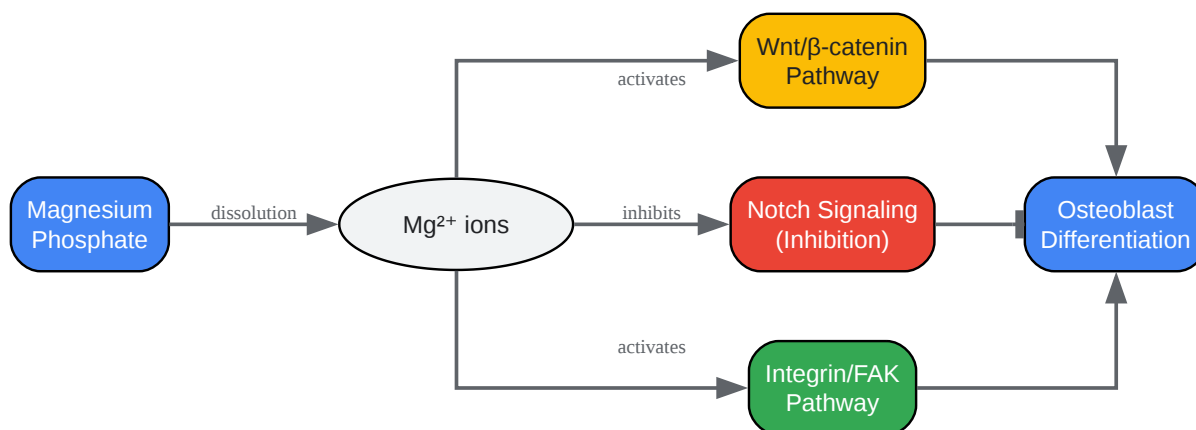 Wnt/β-catenin
Pathway
activates
Magnesium
Phosphate
dissolution
Mg²⁺ ions
inhibits
Notch Signaling
(Inhibition)
Osteoblast
Differentiation
activates
Integrin/FAK
Pathway